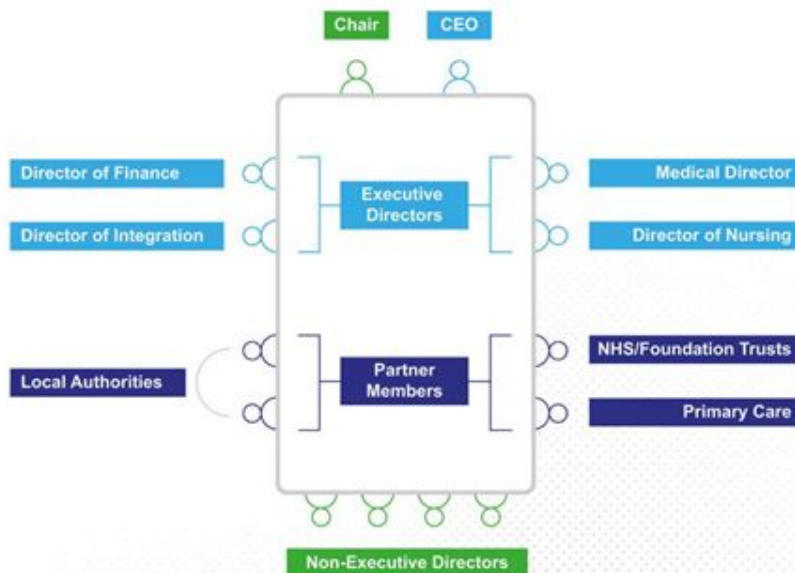 Chair
CEO
Director of Finance
Executive
Directors
Medical Director
Director of Integration
Director of Nursing
NHS/Foundation Trusts
Local Authorities
Partner
Members
Primary Care
Non-Executive Directors